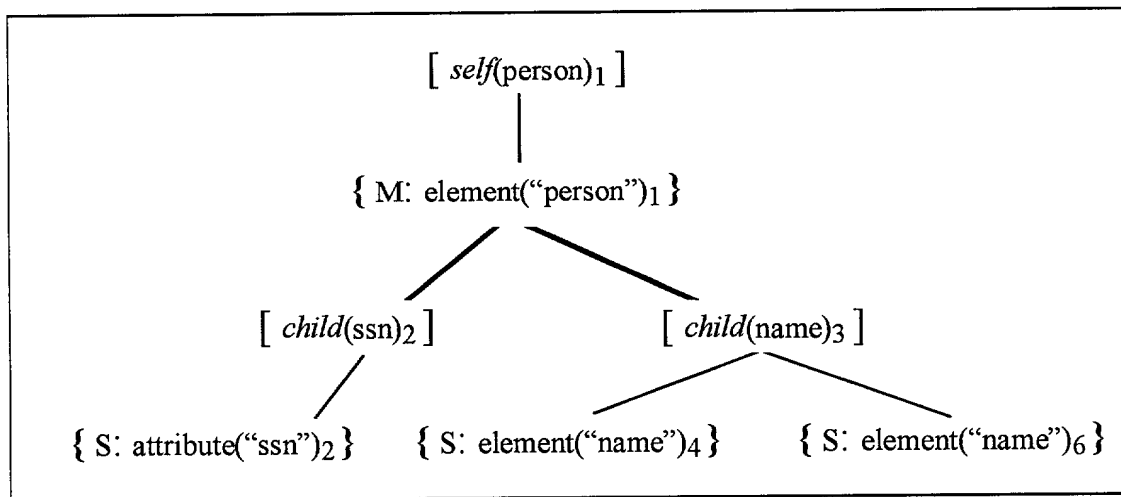 [ self(person)1 ]
{ M: element(“person”)1 }
[ child(ssn)2 ] [ child(name)3 ]
{ S: attribute(“ssn”)2 } { S: element(“name”)4 } { S: element(“name”)6 }